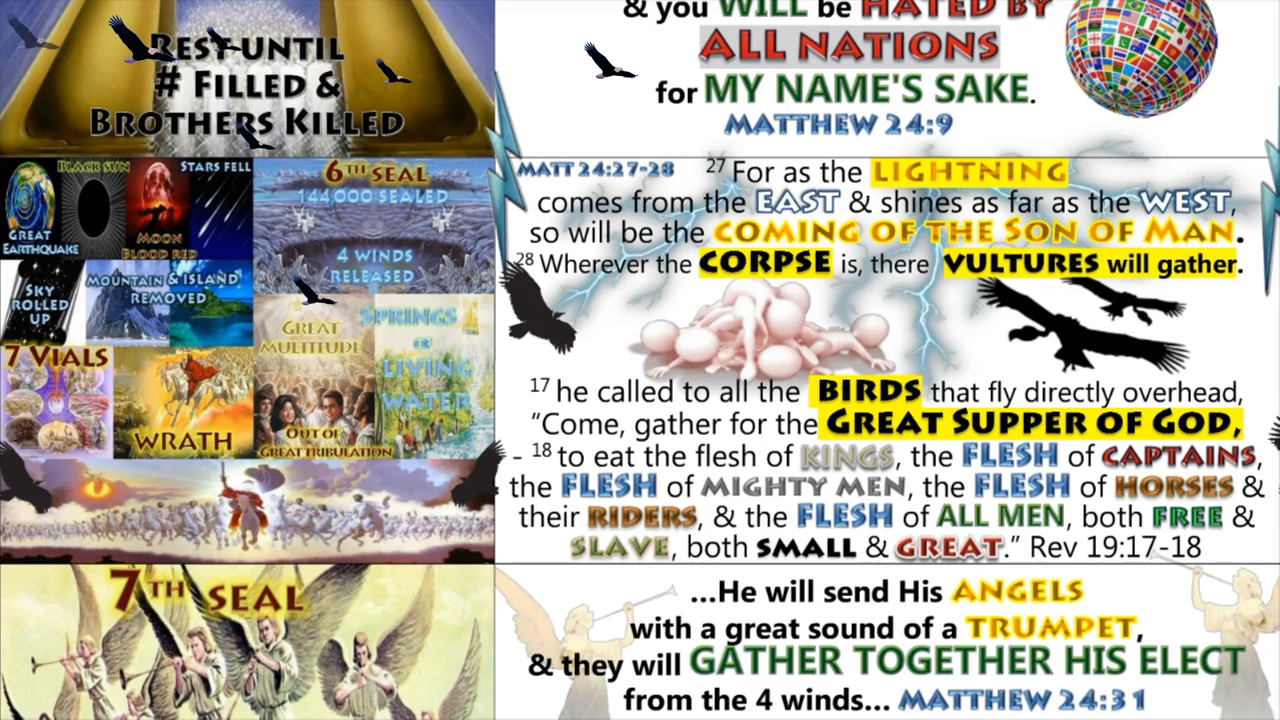 REST UNTIL
# FILLED &
BROTHERS KILLED
BLACK SUN
STARS FELL
GREAT
EARTHQUAKE
MOON
BLOOD RED
6TH SEAL
144,000 SEALED
4 WINDS
RELEASED
SKY
ROLLED
UP
MOUNTAIN & ISLAND
REMOVED
GREAT
MULITUDE
OUT OF
GREAT TRIBULATION
SPRINGS
OF
LIVING
WATER
7 VIALS
WRATH
7TH SEAL
& you WILL be HATED BY
ALL NATIONS
for MY NAME'S SAKE.
MATTHEW 24:9
MATT 24:27-28 27 For as the LIGHTNING
comes from the EAST & shines as far as the WEST,
so will be the COMING OF THE SON OF MAN.
28 Wherever the CORPSE is, there VULTURES will gather.
17 he called to all the BIRDS that fly directly overhead,
“Come, gather for the GREAT SUPPER OF GOD,
- 18 to eat the flesh of KINGS, the FLESH of CAPTAINS,
the FLESH of MIGHTY MEN, the FLESH of HORSES &
their RIDERS, & the FLESH of ALL MEN, both FREE &
SLAVE, both SMALL & GREAT.” Rev 19:17-18
...He will send His ANGELS
with a great sound of a TRUMPET,
& they will GATHER TOGETHER HIS ELECT
from the 4 winds... MATTHEW 24:31